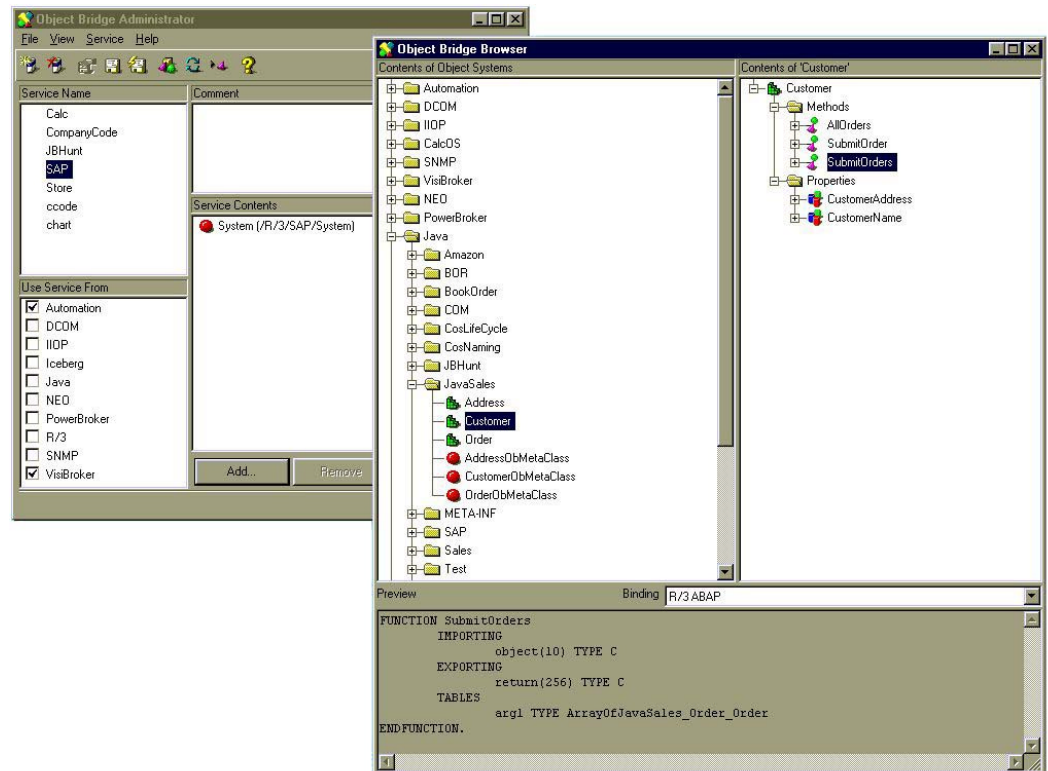 Object Bridge Administrator
File View Service Help
Service Name
Comment
Calc
CompanyCode
JBHunt
SAP
Store
ccode
chart
Service Contents
System (/R/3/SAP/System)
Use Service From
Automation
DCOM
IIOP
Iceberg
Java
NEO
PowerBroker
R/3
SNMP
VisiBroker
Add...
Remove
Object Bridge Browser
Contents of Object Systems
Automation
DCOM
IIOP
CalcOS
SNMP
VisiBroker
NEO
PowerBroker
Java
Amazon
BOR
BookOrder
COM
CosLifeCycle
CosNaming
JBHunt
JavaSales
Address
Customer
Order
AddressObMetaClass
CustomerObMetaClass
OrderObMetaClass
META-INF
SAP
Sales
Test
Contents of 'Customer'
Customer
Methods
AllOrders
SubmitOrder
SubmitOrders
Properties
CustomerAddress
CustomerName
Preview
Binding R/3 ABAP
FUNCTION SubmitOrders
IMPORTING
object(10) TYPE C
EXPORTING
return(256) TYPE C
TABLES
arg1 TYPE ArrayOfJavaSales_Order_Order
ENDFUNCTION.